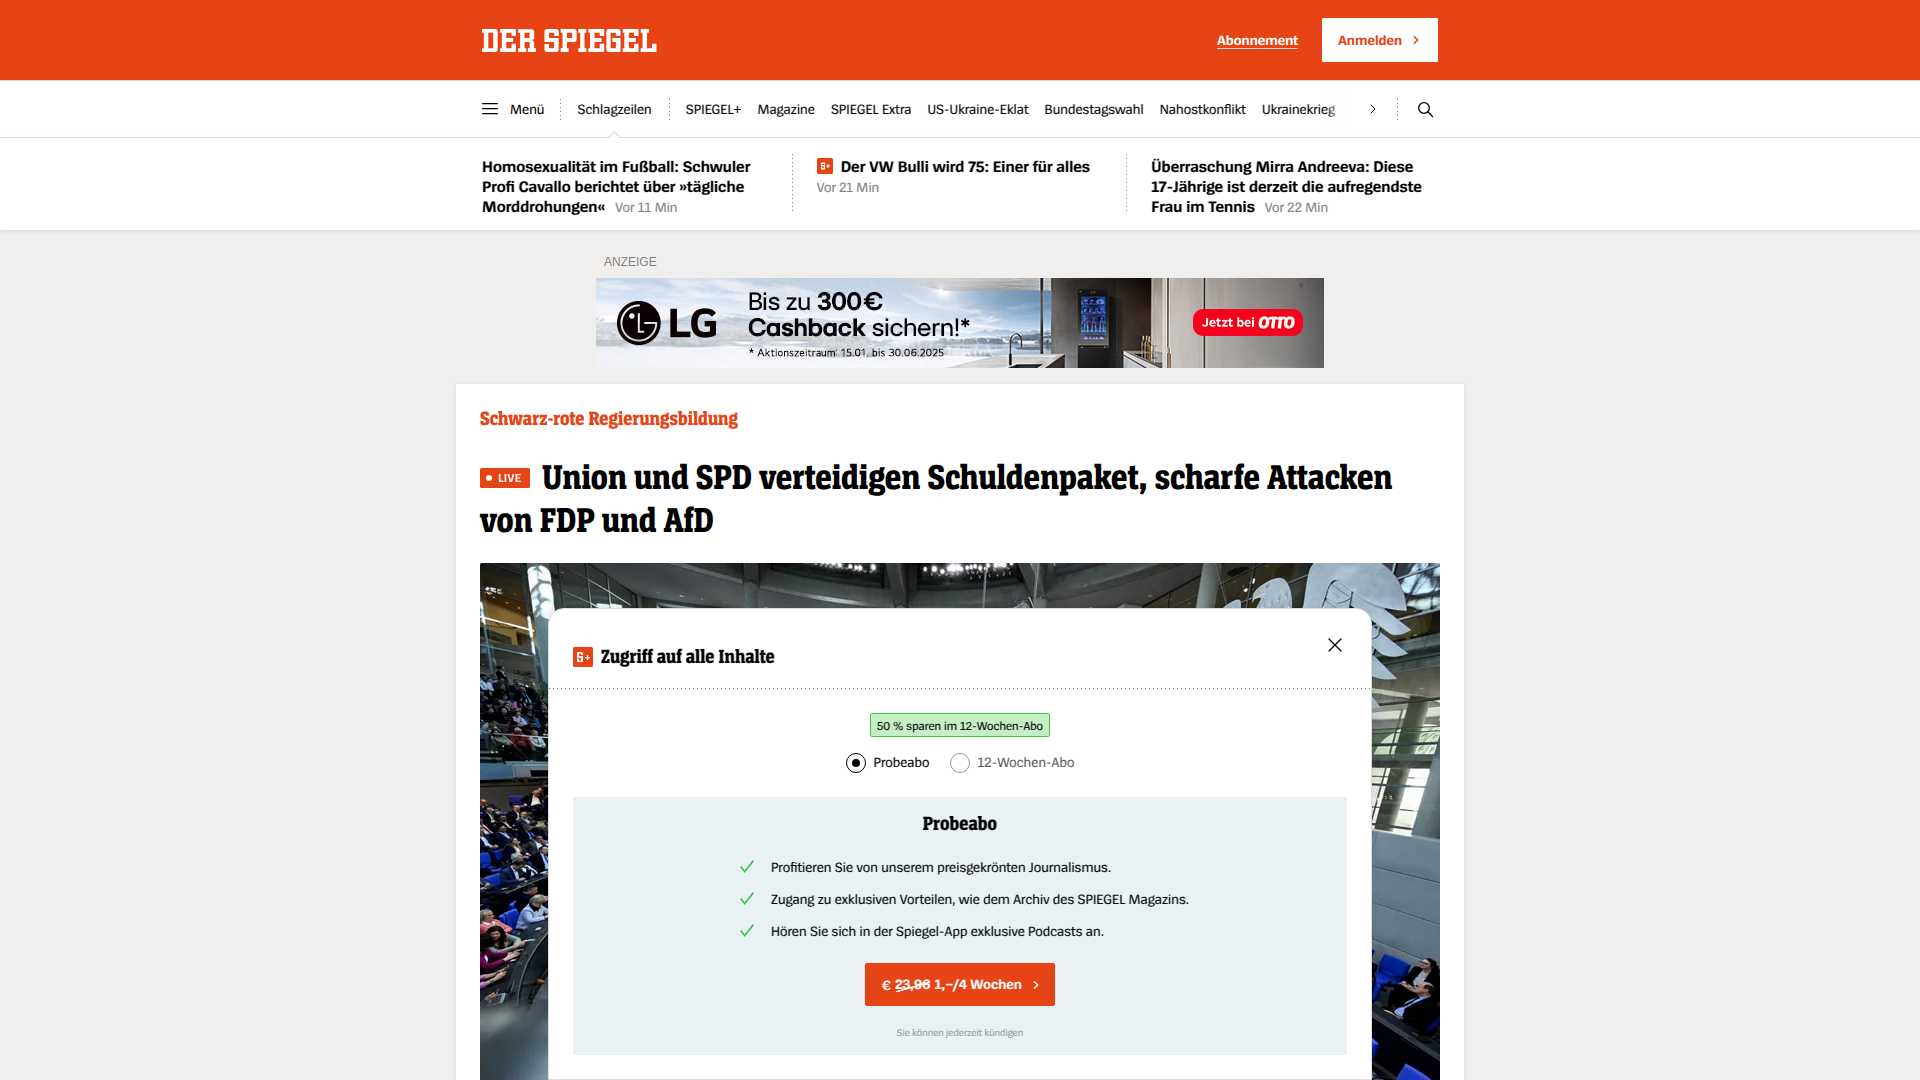 DER SPIEGEL
Abonnement
Anmelden
Menü
Schlagzeilen
SPIEGEL+
Magazine
SPIEGEL Extra
US-Ukraine-Eklat
Bundestagswahl
Nahostkonflikt
Ukrainekrieg
Homosexualität im Fußball: Schwuler
Profi Cavallo berichtet über »tägliche
Morddrohungen« Vor 11 Min
Der VW Bulli wird 75: Einer für alles
Vor 21 Min
Überraschung Mirra Andreeva: Diese
17-Jährige ist derzeit die aufregendste
Frau im Tennis Vor 22 Min
ANZEIGE
LG
Bis zu 300€
Cashback sichern!*
* Aktionszeitraum: 15.01. bis 30.06.2025
Jetzt bei OTTO
Schwarz-rote Regierungsbildung
LIVE Union und SPD verteidigen Schuldenpaket, scharfe Attacken
von FDP und AfD
S+ Zugriff auf alle Inhalte
50 % sparen im 12-Wochen-Abo
Probeabo
12-Wochen-Abo
Probeabo
Profitieren Sie von unserem preisgekrönten Journalismus.
Zugang zu exklusiven Vorteilen, wie dem Archiv des SPIEGEL Magazins.
Hören Sie sich in der Spiegel-App exklusive Podcasts an.
€ 23,96 1,–/4 Wochen
Sie können jederzeit kündigen